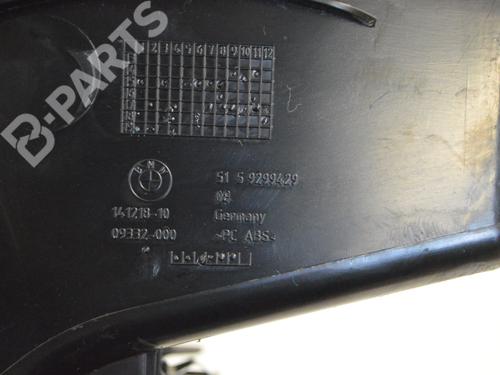 B-PARTS
1 2 3 4 5 6 7 8 9 10 11 12
BMW
51 5 9299429
08
141218-10
Germany
09332-000
>PC ABS<